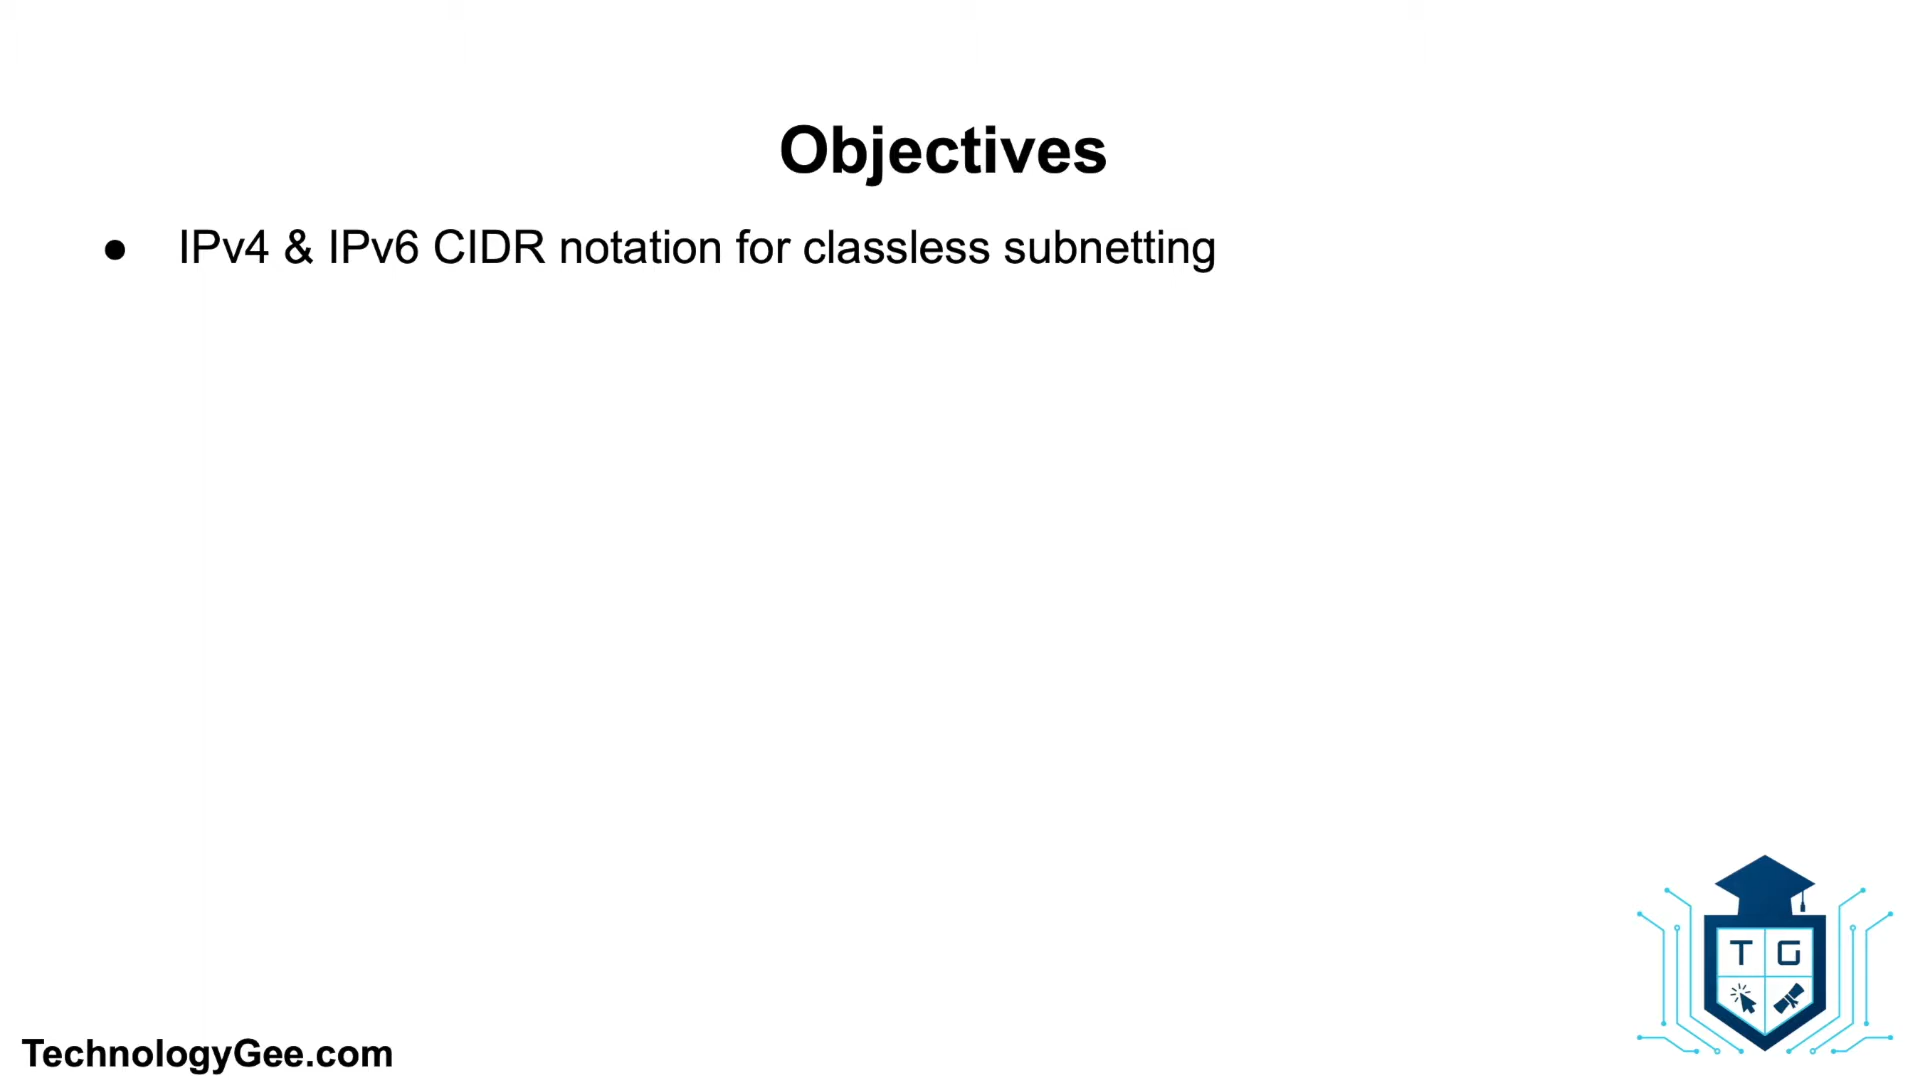 Objectives
● IPv4 & IPv6 CIDR notation for classless subnetting
T G
TechnologyGee.com